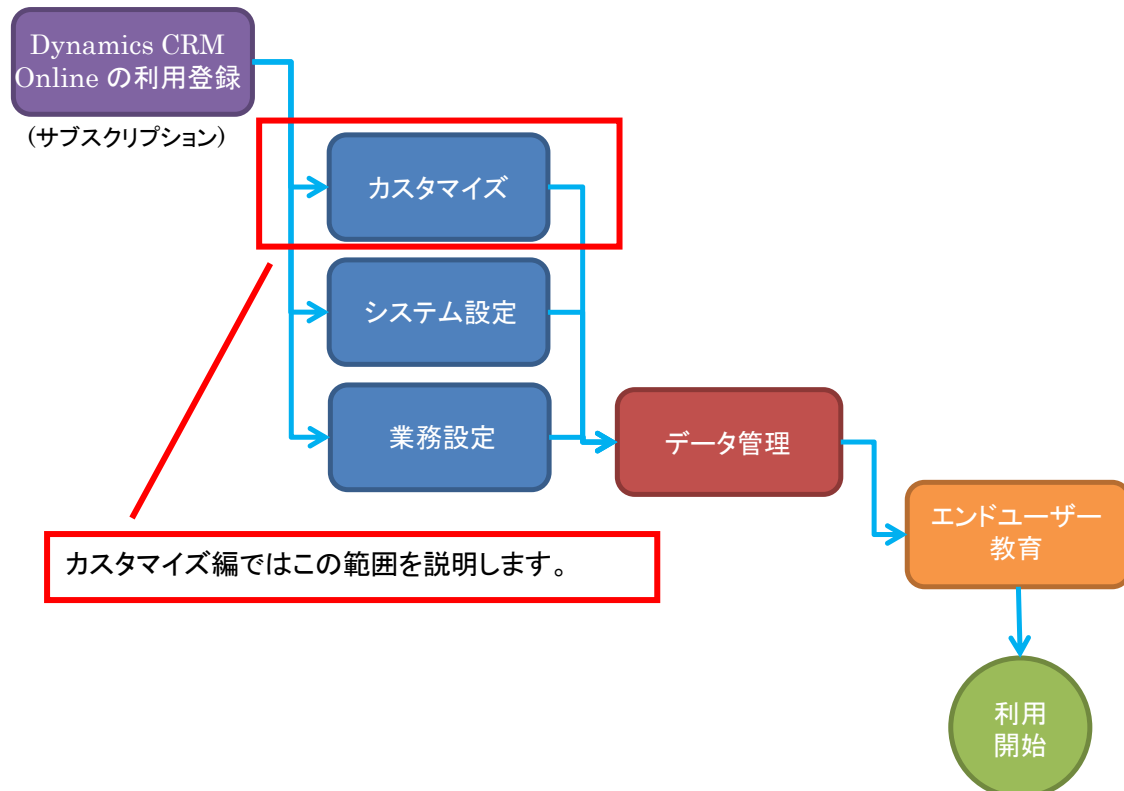 Dynamics CRM
Online の利用登録
(サブスクリプション)
カスタマイズ
システム設定
業務設定
データ管理
カスタマイズ編ではこの範囲を説明します。
エンドユーザー
教育
利用
開始